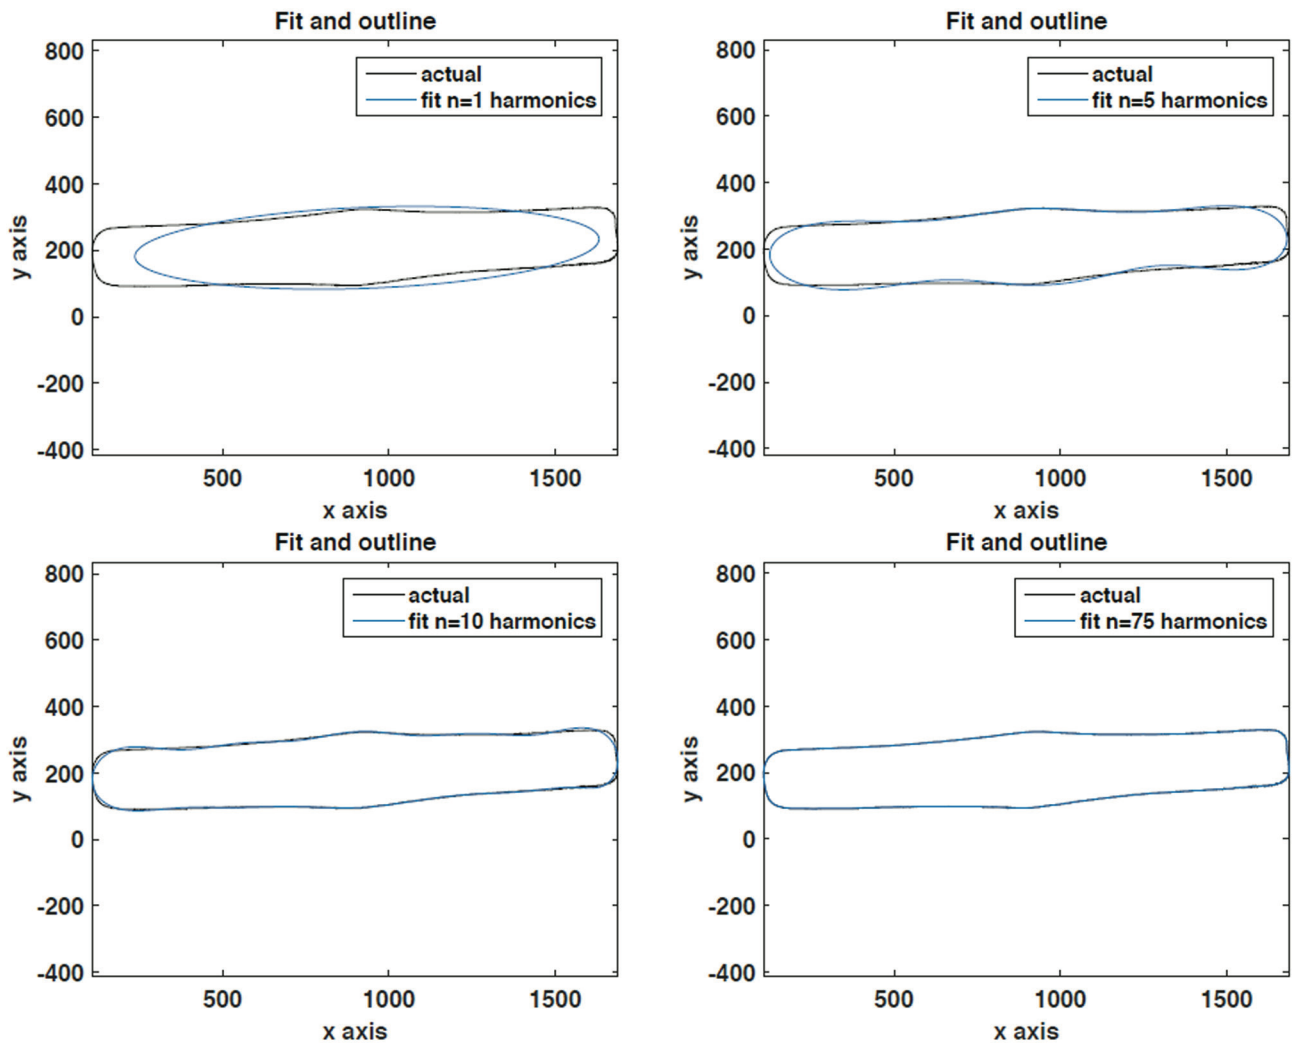 Fit and outline
800
600
400
200
0
-200
-400
y axis
actual
fit n=1 harmonics
500
1000
1500
x axis
Fit and outline
800
600
400
200
0
-200
-400
y axis
actual
fit n=5 harmonics
500
1000
1500
x axis
Fit and outline
800
600
400
200
0
-200
-400
y axis
actual
fit n=10 harmonics
500
1000
1500
x axis
Fit and outline
800
600
400
200
0
-200
-400
y axis
actual
fit n=75 harmonics
500
1000
1500
x axis